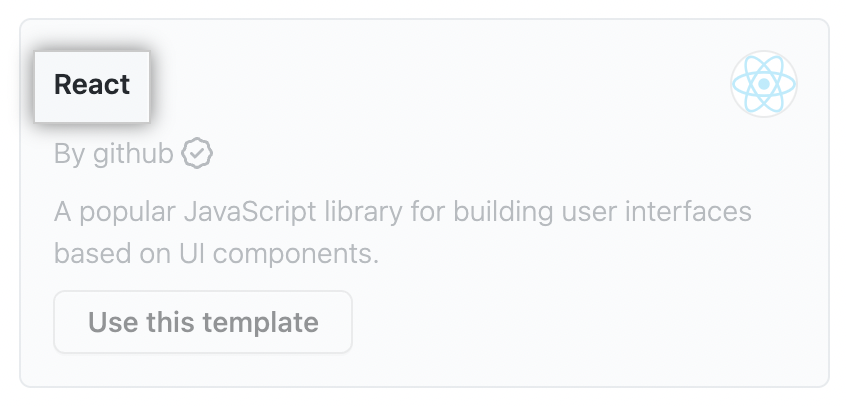 React
By github
A popular JavaScript library for building user interfaces
based on UI components.
Use this template